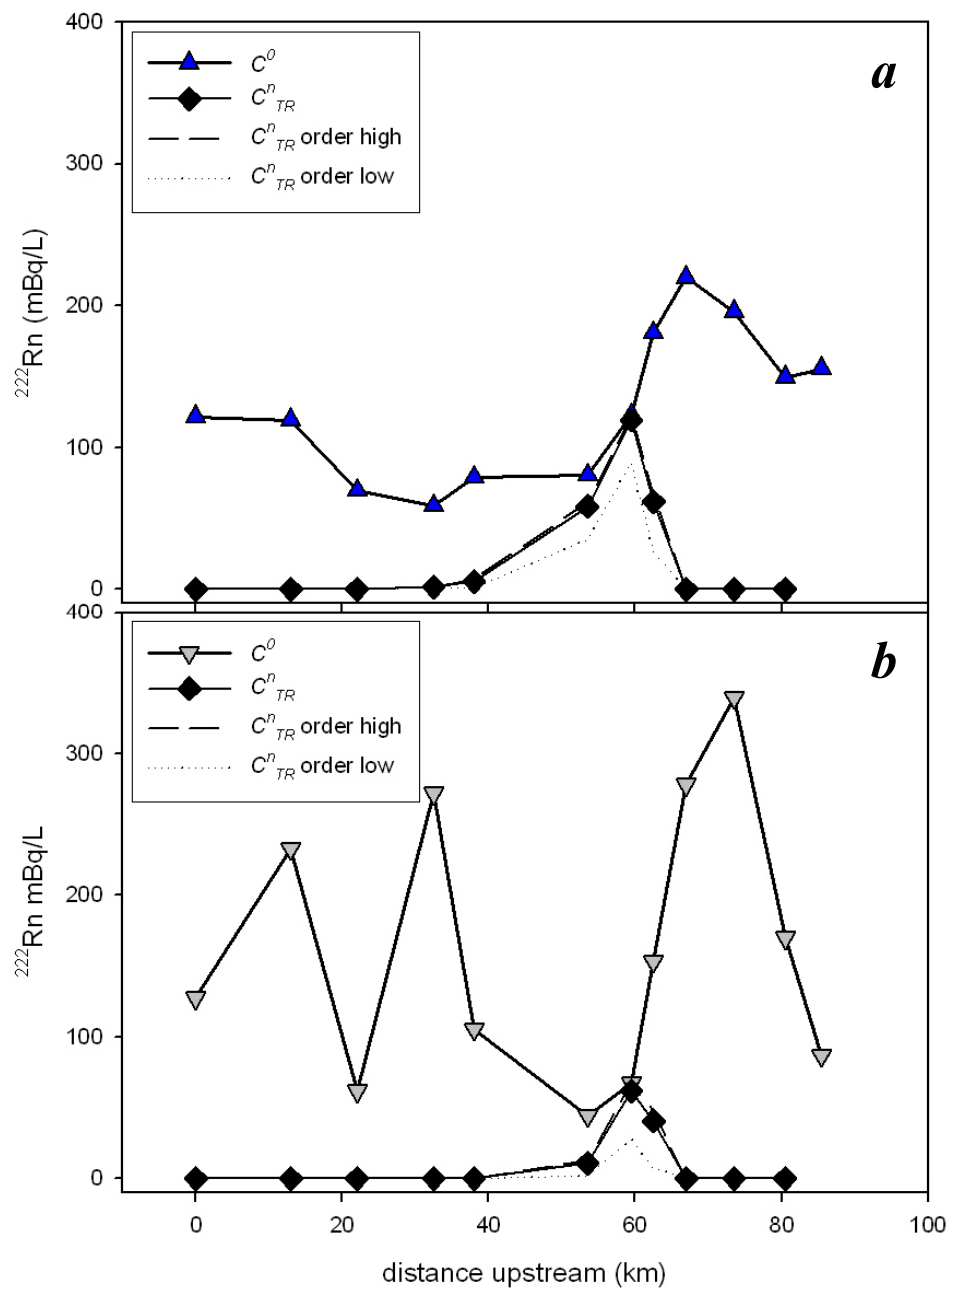 400
a
C⁰
CⁿTR
CⁿTR order high
CⁿTR order low
300
²²²Rn (mBq/L)
200
100
0
400
b
C⁰
CⁿTR
CⁿTR order high
CⁿTR order low
300
²²²Rn mBq/L
200
100
0
0 20 40 60 80 100
distance upstream (km)